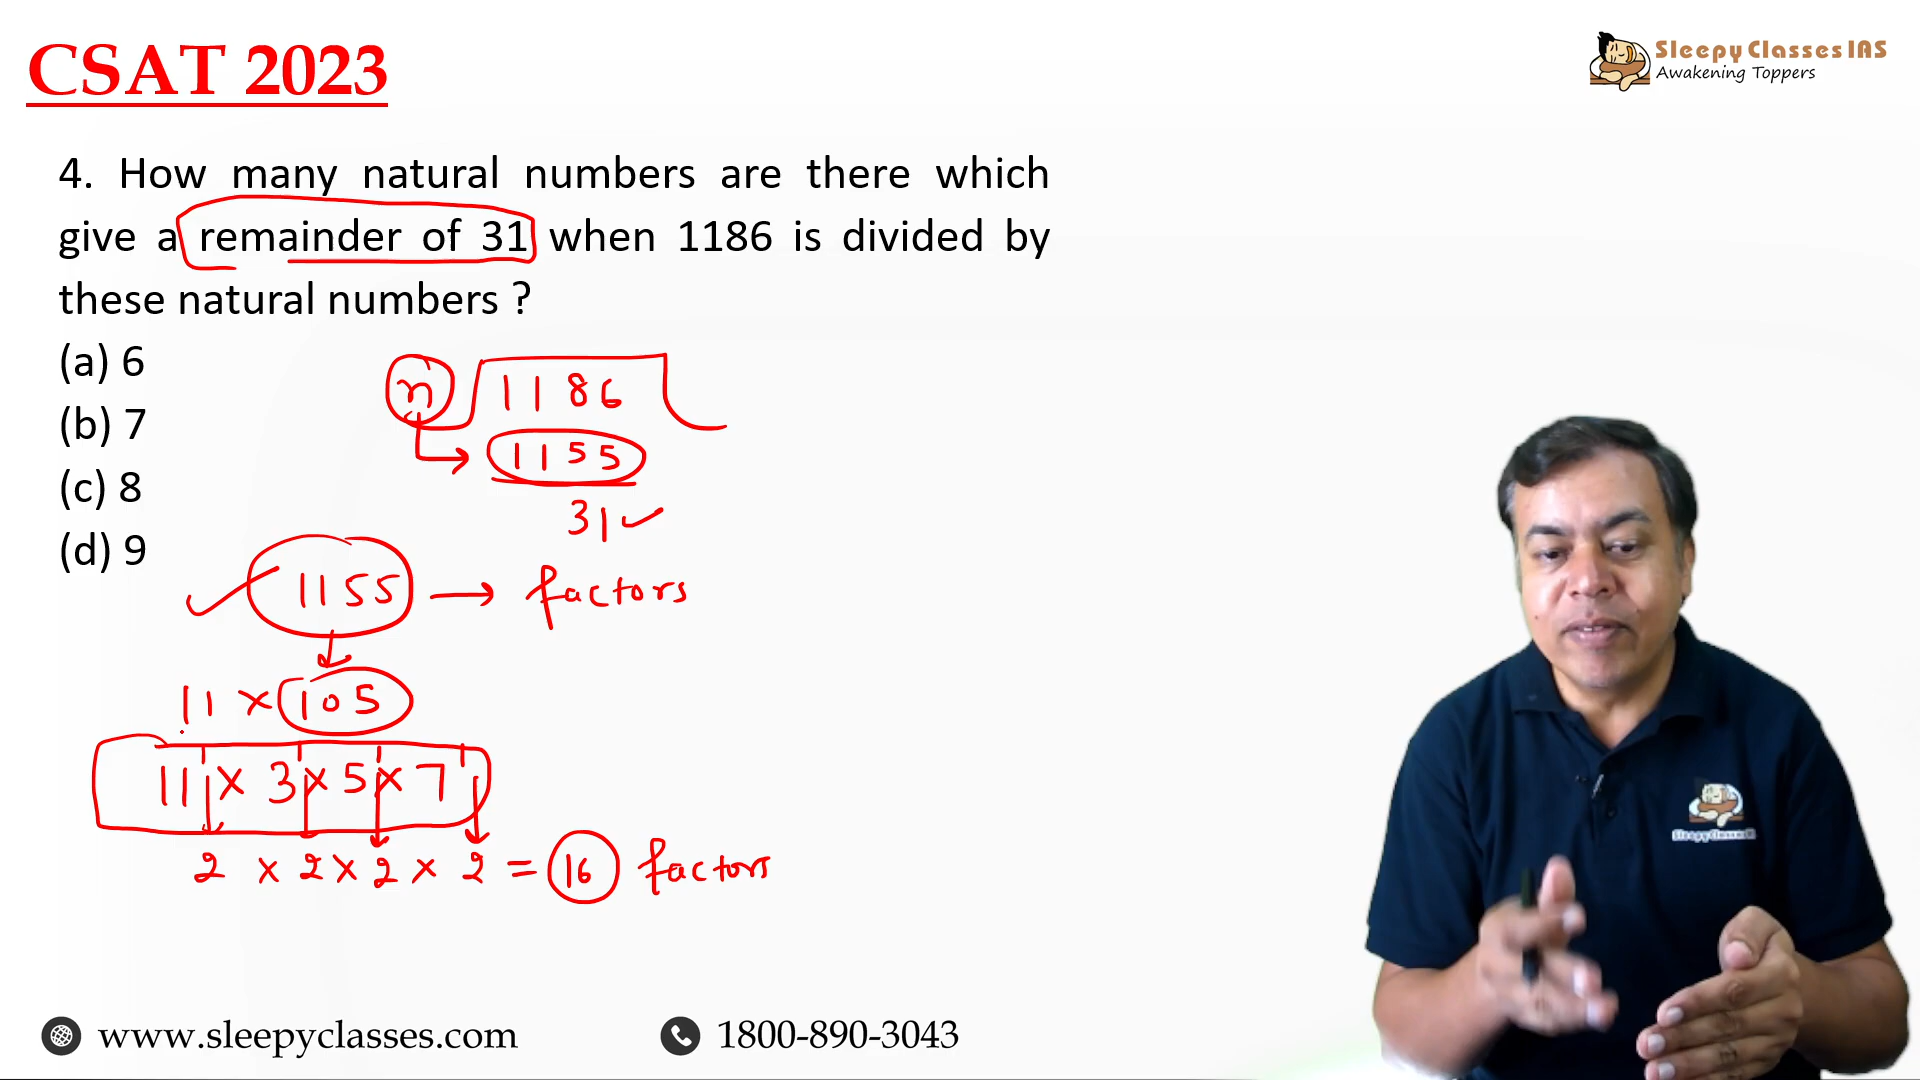 CSAT 2023
Sleepy Classes IAS
Awakening Toppers
4. How many natural numbers are there which
give a remainder of 31 when 1186 is divided by
these natural numbers ?
(a) 6
(b) 7
(c) 8
(d) 9
n 1186
1155
31
1155 → factors
11 × 105
11 × 3 × 5 × 7
2 × 2 × 2 × 2 = 16 factors
www.sleepyclasses.com
1800-890-3043